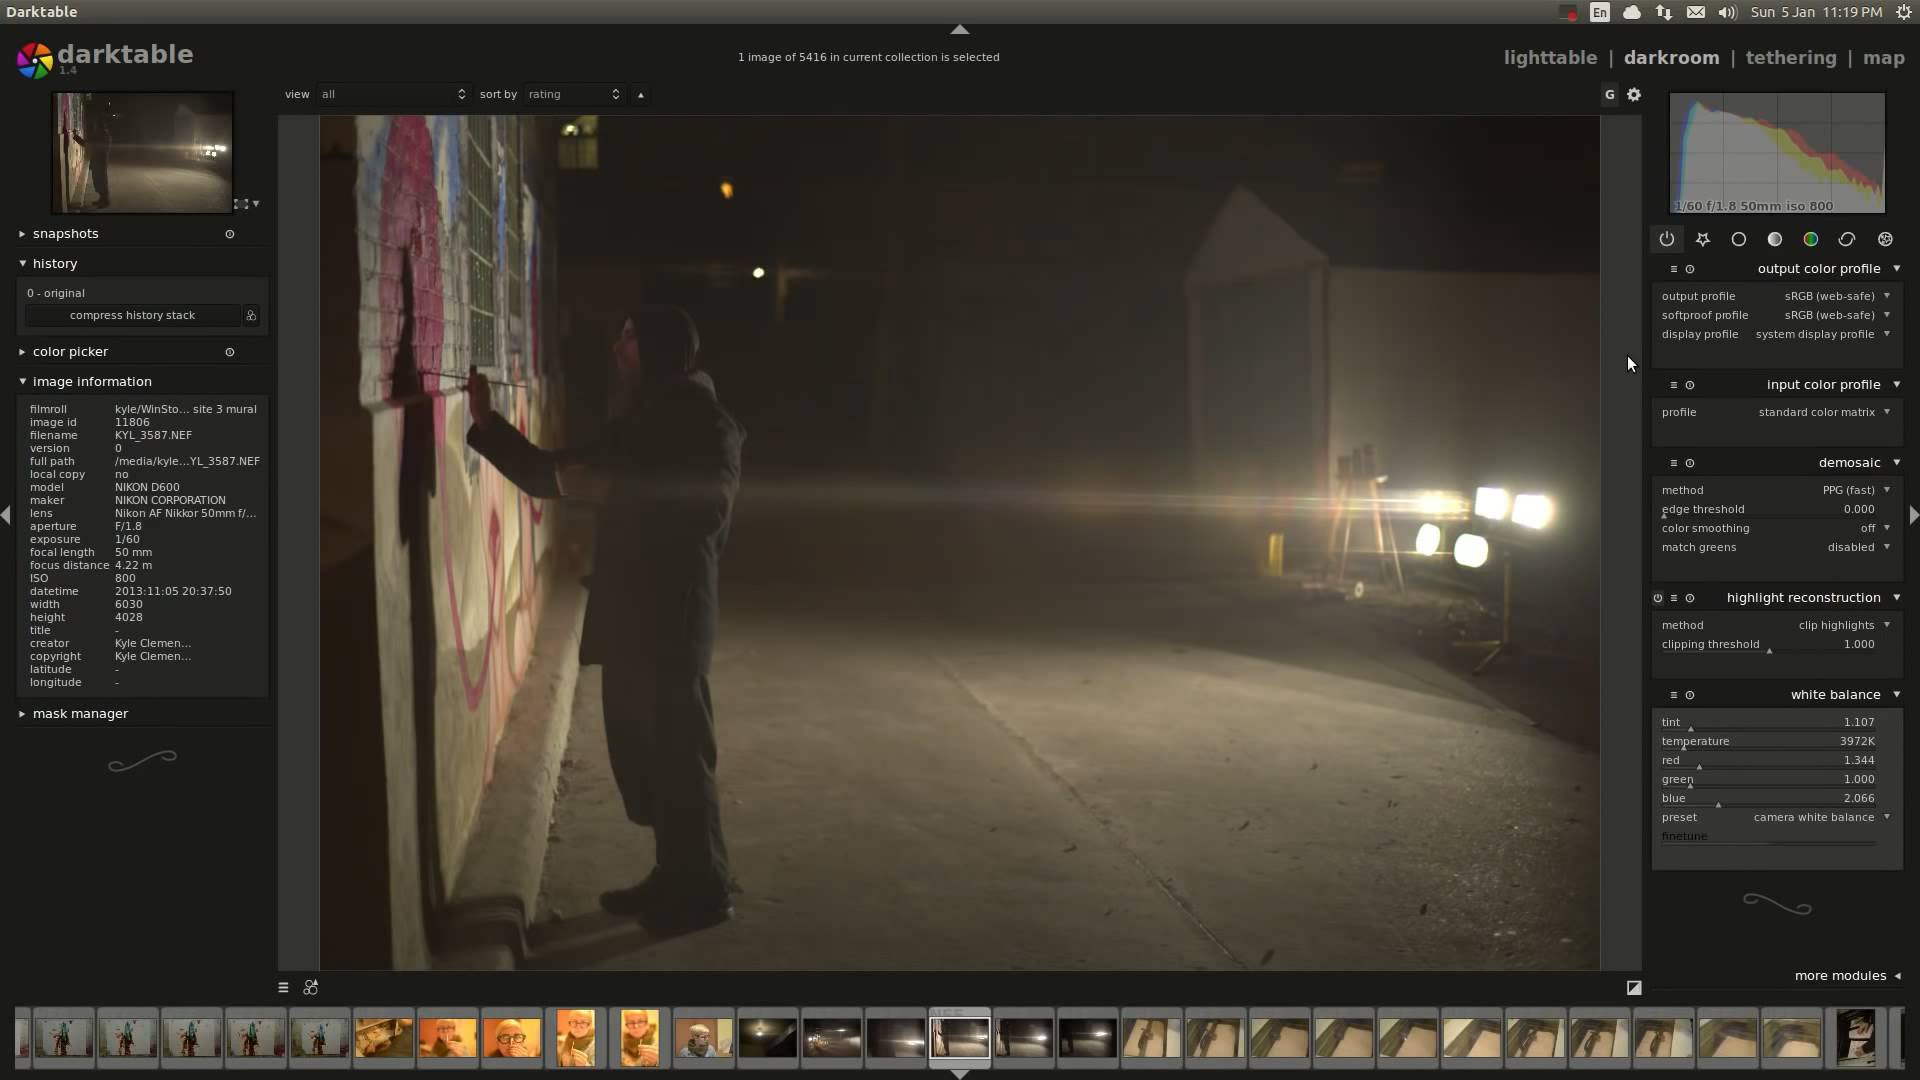 Darktable
En
Sun 5 Jan 11:19 PM
darktable
1.4
1 image of 5416 in current collection is selected
lighttable | darkroom | tethering | map
view all sort by rating
G
1/60 f/1.8 50mm iso 800
snapshots
history
0 - original
compress history stack
color picker
image information
filmroll kyle/WinSto... site 3 mural
image id 11806
filename KYL_3587.NEF
version 0
full path /media/kyle...YL_3587.NEF
local copy no
model NIKON D600
maker NIKON CORPORATION
lens Nikon AF Nikkor 50mm f/...
aperture F/1.8
exposure 1/60
focal length 50 mm
focus distance 4.22 m
ISO 800
datetime 2013:11:05 20:37:50
width 6030
height 4028
title -
creator Kyle Clemen...
copyright Kyle Clemen...
latitude -
longitude -
mask manager
output color profile
output profile sRGB (web-safe)
softproof profile sRGB (web-safe)
display profile system display profile
input color profile
profile standard color matrix
demosaic
method PPG (fast)
edge threshold 0.000
color smoothing off
match greens disabled
highlight reconstruction
method clip highlights
clipping threshold 1.000
white balance
tint 1.107
temperature 3972K
red 1.344
green 1.000
blue 2.066
preset camera white balance
finetune
more modules